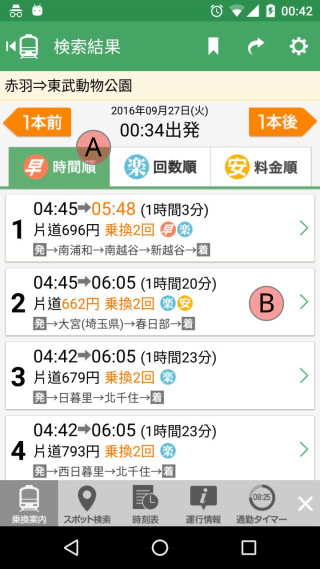 00:42
検索結果
赤羽⇒東武動物公園
1本前
2016年09月27日(火)
00:34出発
1本後
A
早 時間順
楽 回数順
安 料金順
1
04:45➡05:48 (1時間3分)
片道696円 乗換2回 早 楽
発→南浦和→南越谷→新越谷→着
2
04:45➡06:05 (1時間20分)
片道662円 乗換2回 楽 安
発→大宮(埼玉県)→春日部→着
B
3
04:42➡06:05 (1時間23分)
片道679円 乗換2回 楽
発→日暮里→北千住→着
4
04:42➡06:05 (1時間23分)
片道793円 乗換2回 楽
発→西日暮里→北千住→着
乗換案内
スポット検索
時刻表
運行情報
08:25
通勤タイマー